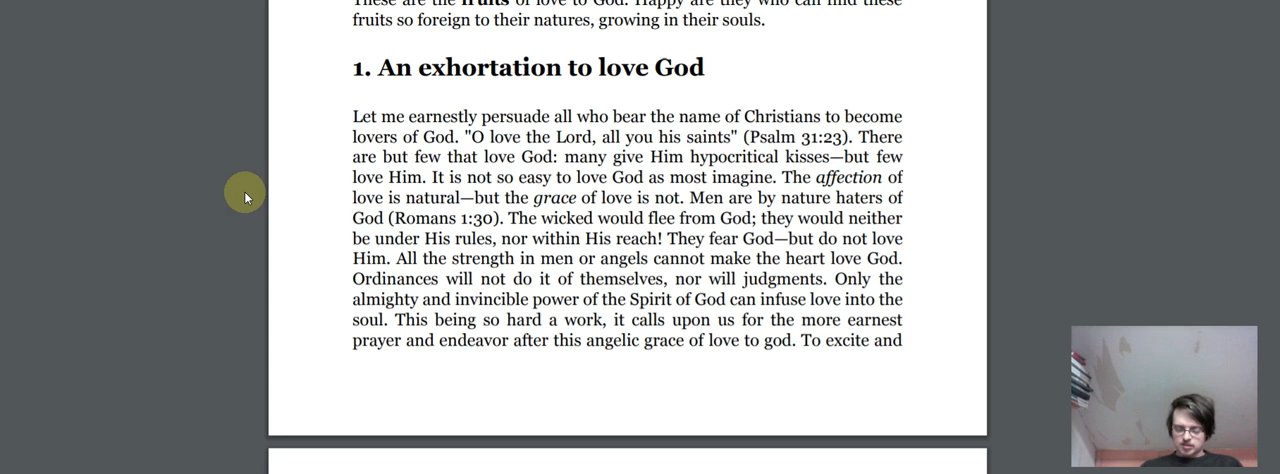 These are the fruits of love to God. Happy are they who can find these
fruits so foreign to their natures, growing in their souls.
1. An exhortation to love God
Let me earnestly persuade all who bear the name of Christians to become
lovers of God. "O love the Lord, all you his saints" (Psalm 31:23). There
are but few that love God: many give Him hypocritical kisses—but few
love Him. It is not so easy to love God as most imagine. The affection of
love is natural—but the grace of love is not. Men are by nature haters of
God (Romans 1:30). The wicked would flee from God; they would neither
be under His rules, nor within His reach! They fear God—but do not love
Him. All the strength in men or angels cannot make the heart love God.
Ordinances will not do it of themselves, nor will judgments. Only the
almighty and invincible power of the Spirit of God can infuse love into the
soul. This being so hard a work, it calls upon us for the more earnest
prayer and endeavor after this angelic grace of love to god. To excite and